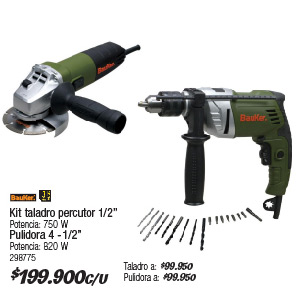 BauKer
BauKer
BauKer.
Kit taladro percutor 1/2”
Potencia: 750 W
Pulidora 4 -1/2”
Potencia: 820 W
298775
$199.900C/U
Taladro a: $99.950
Pulidora a: $99.950